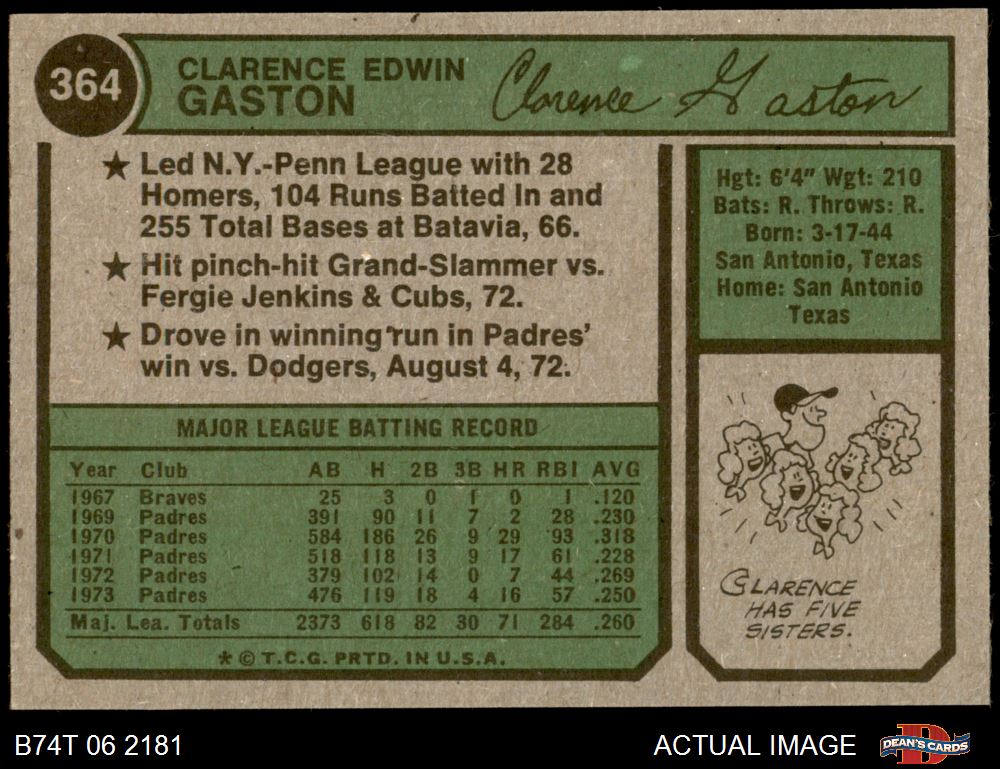 364
CLARENCE EDWIN
GASTON
Clarence Gaston
★ Led N.Y.-Penn League with 28
Homers, 104 Runs Batted In and
255 Total Bases at Batavia, 66.
★ Hit pinch-hit Grand-Slammer vs.
Fergie Jenkins & Cubs, 72.
★ Drove in winning run in Padres'
win vs. Dodgers, August 4, 72.
Hgt: 6'4" Wgt: 210
Bats: R. Throws: R.
Born: 3-17-44
San Antonio, Texas
Home: San Antonio
Texas
MAJOR LEAGUE BATTING RECORD
Year Club AB H 2B 3B HR RBI AVG
1967 Braves 25 3 0 1 0 1 .120
1969 Padres 391 90 11 7 2 28 .230
1970 Padres 584 186 26 9 29 93 .318
1971 Padres 518 118 13 9 17 61 .228
1972 Padres 379 102 14 0 7 44 .269
1973 Padres 476 119 18 4 16 57 .250
Maj. Lea. Totals 2373 618 82 30 71 284 .260
* © T.C.G. PRTD. IN U.S.A.
CLARENCE
HAS FIVE
SISTERS.
B74T 06 2181
ACTUAL IMAGE
D
DEAN'S CARDS